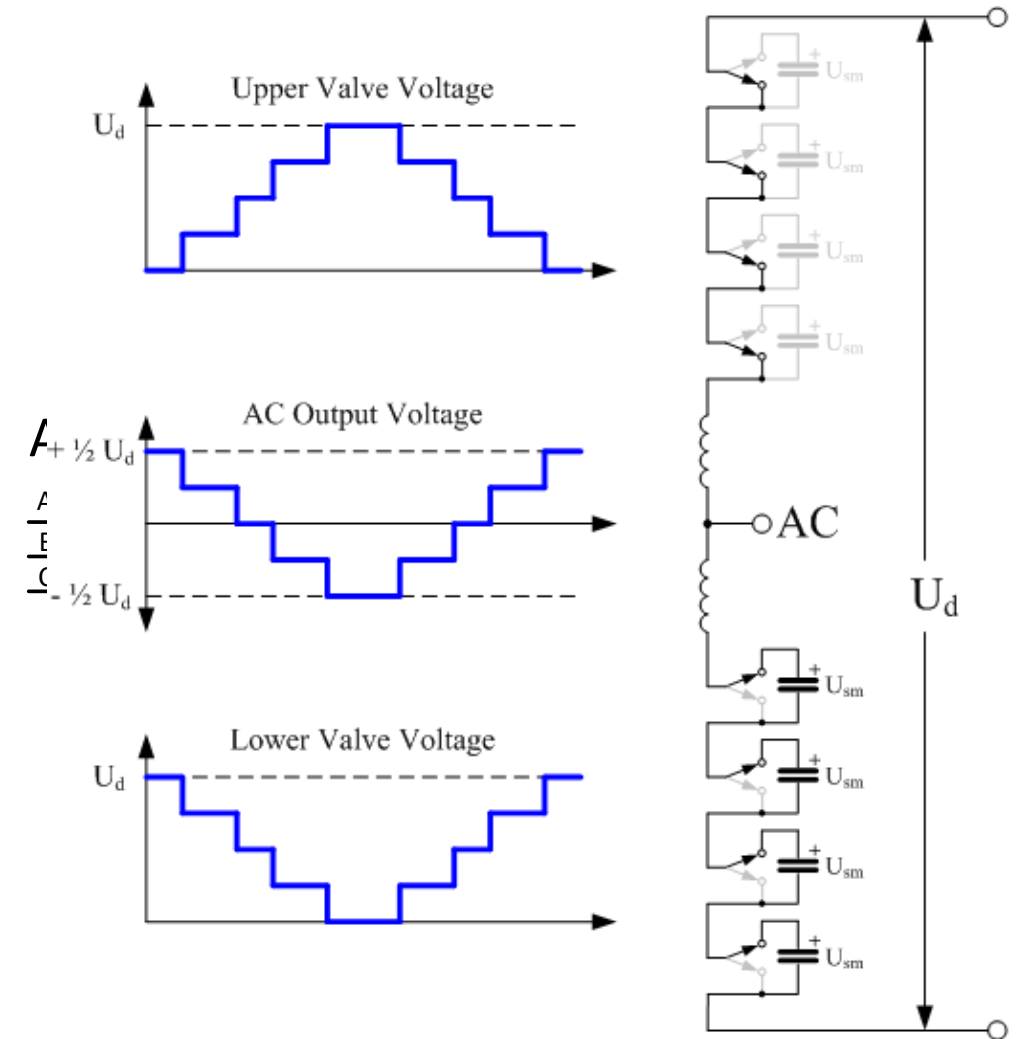 Upper Valve Voltage
U_d
AC Output Voltage
+ ½ U_d
- ½ U_d
Lower Valve Voltage
U_d
+
U_sm
+
U_sm
+
U_sm
+
U_sm
AC
U_d
+
U_sm
+
U_sm
+
U_sm
+
U_sm